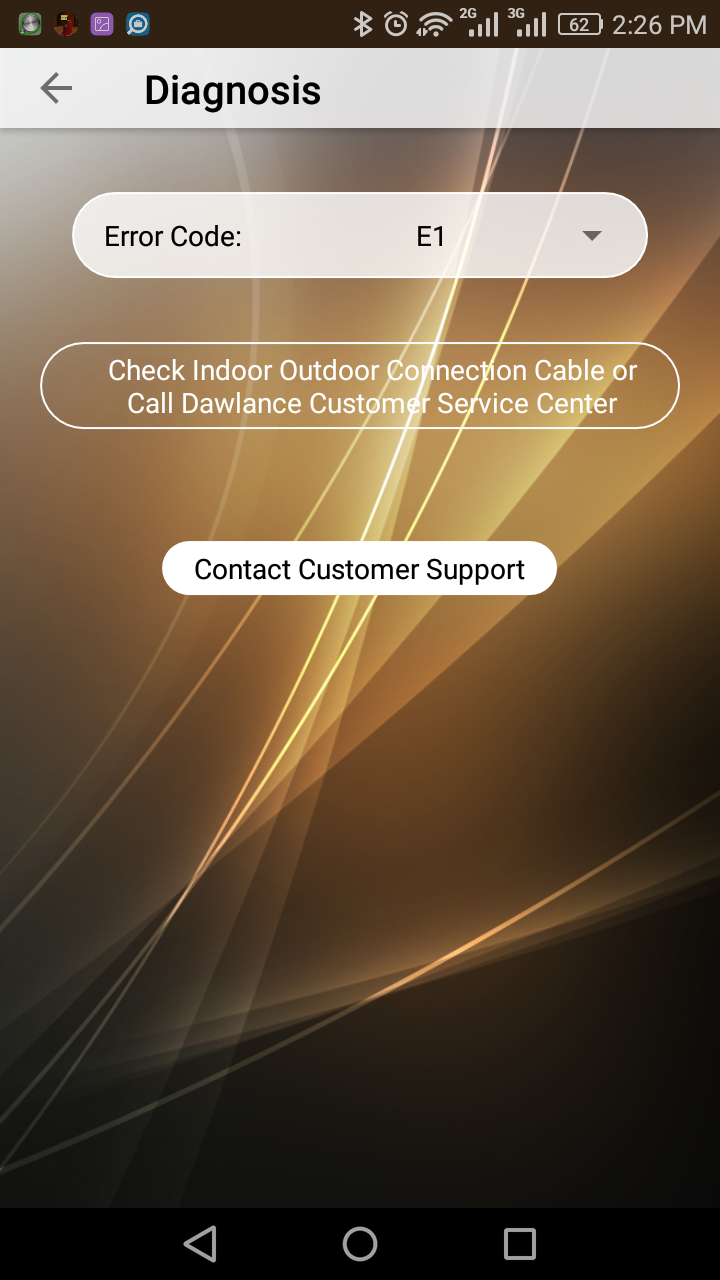 2G 3G 62 2:26 PM
Diagnosis
Error Code: E1
Check Indoor Outdoor Connection Cable or
Call Dawlance Customer Service Center
Contact Customer Support